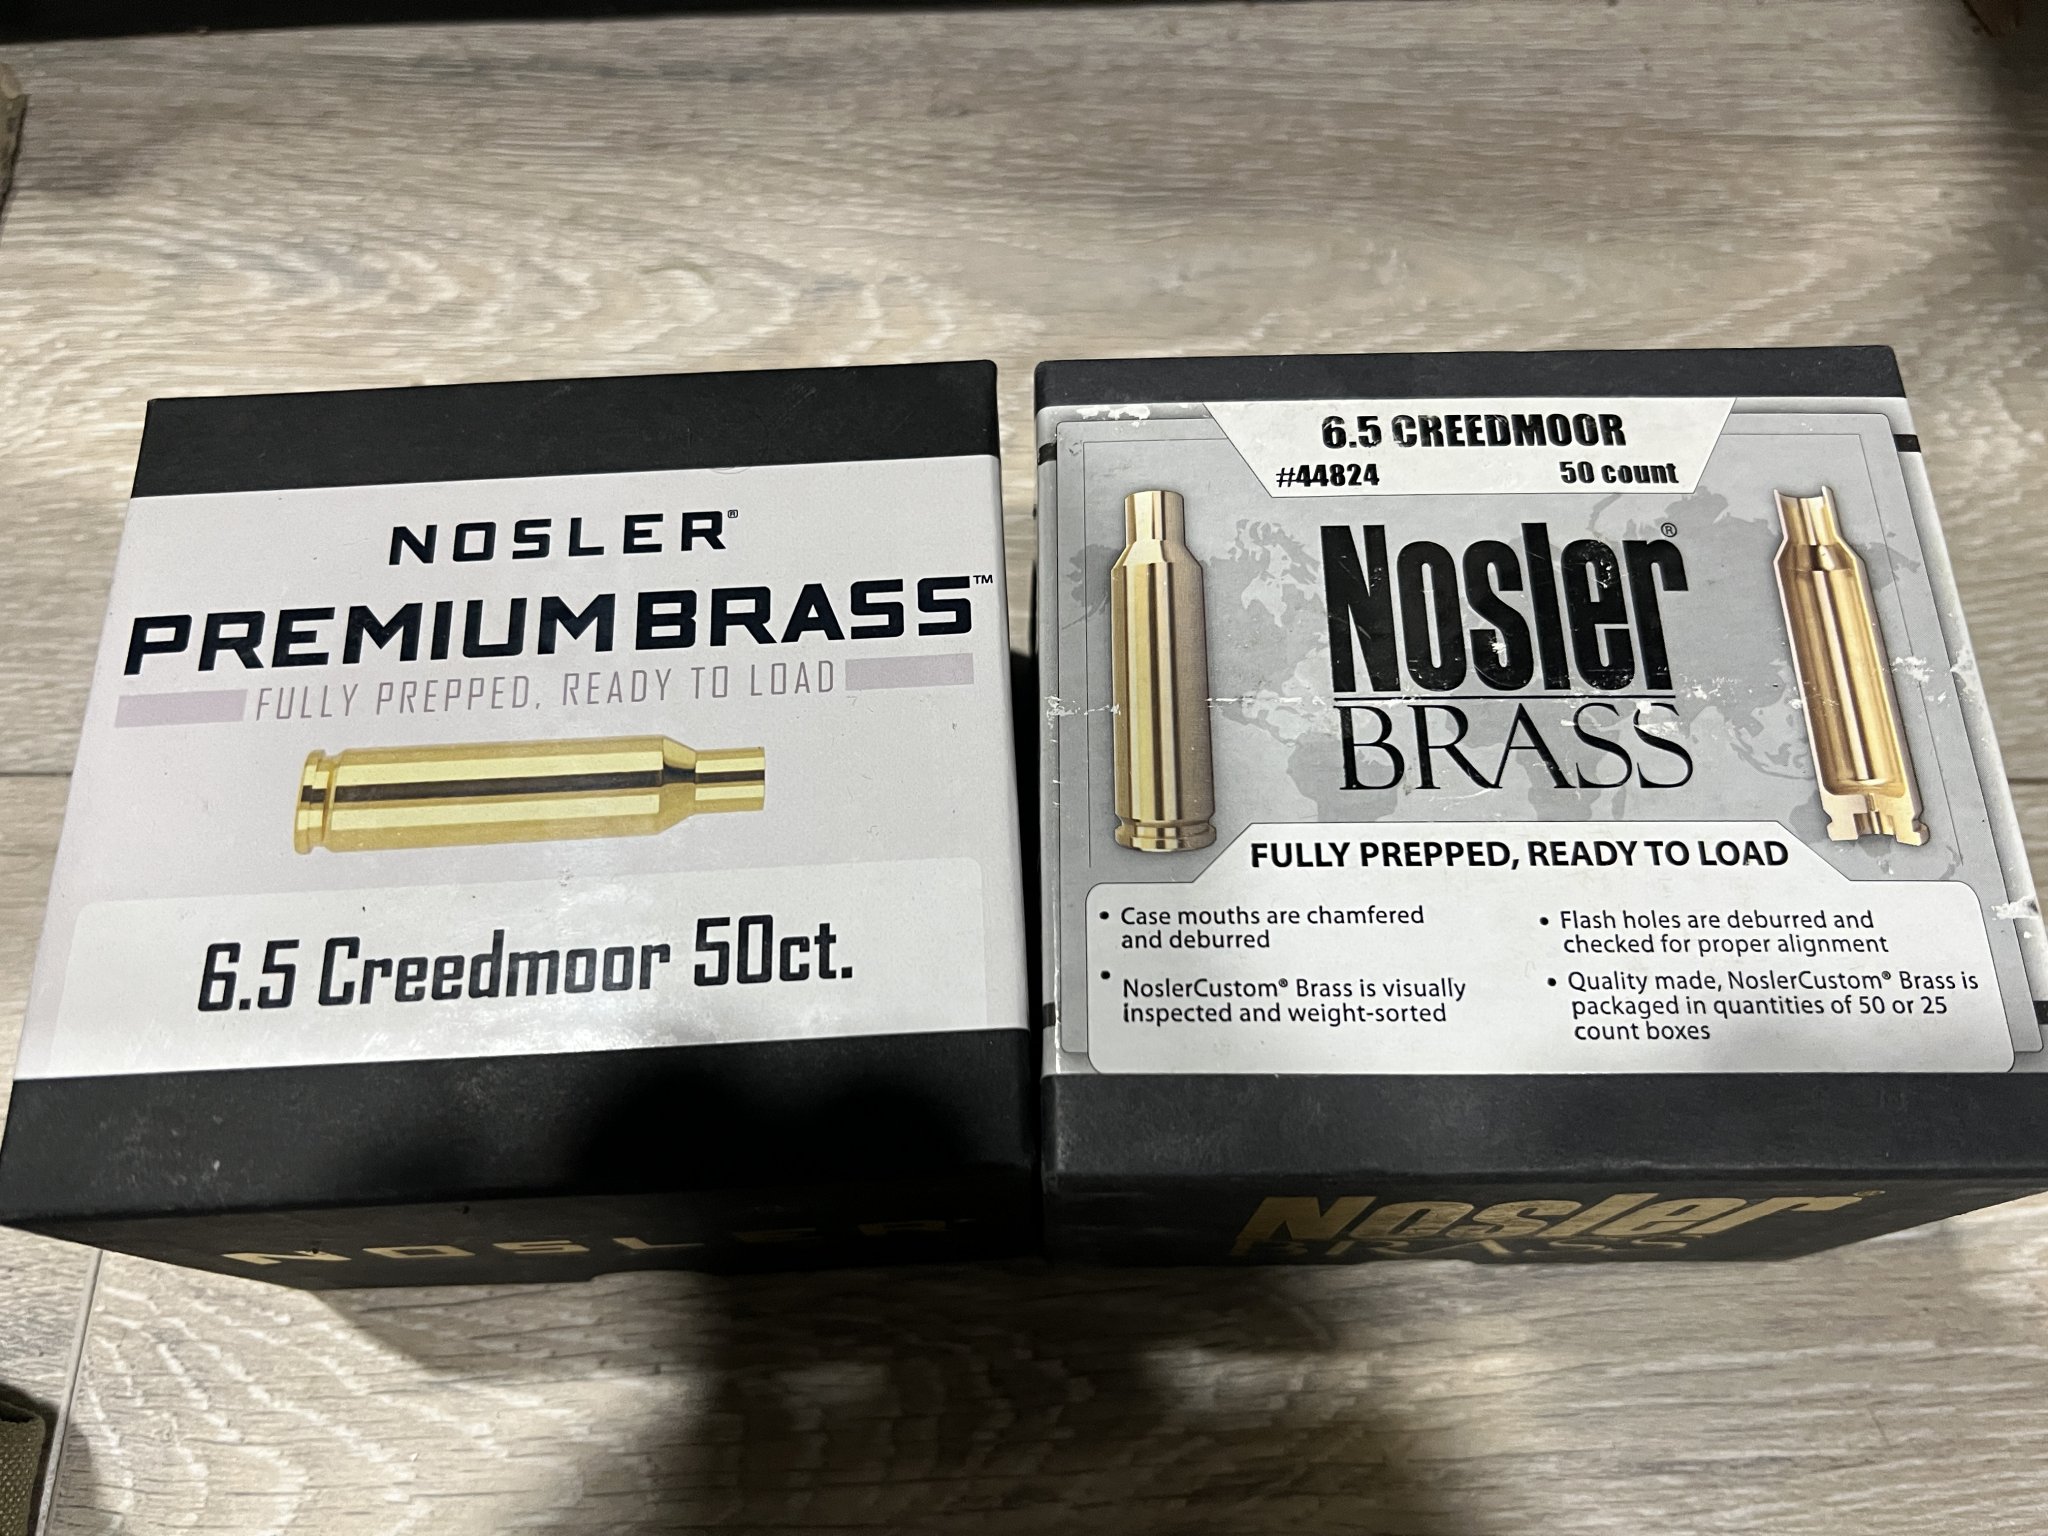 NOSLER®
PREMIUM BRASS™
FULLY PREPPED, READY TO LOAD
6.5 Creedmoor 50ct.
NOSLER
6.5 CREEDMOOR
#44824 50 count
Nosler®
BRASS
FULLY PREPPED, READY TO LOAD
• Case mouths are chamfered
and deburred
• NoslerCustom® Brass is visually
inspected and weight-sorted
• Flash holes are deburred and
checked for proper alignment
• Quality made, NoslerCustom® Brass is
packaged in quantities of 50 or 25
count boxes
Nosler®
BRASS